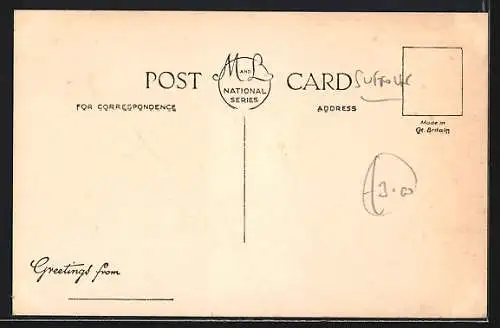 M AND L
POST CARD SUFFOLK
NATIONAL
SERIES
FOR CORRESPONDENCE
ADDRESS
Made in
Gt. Britain
3.00
Greetings from